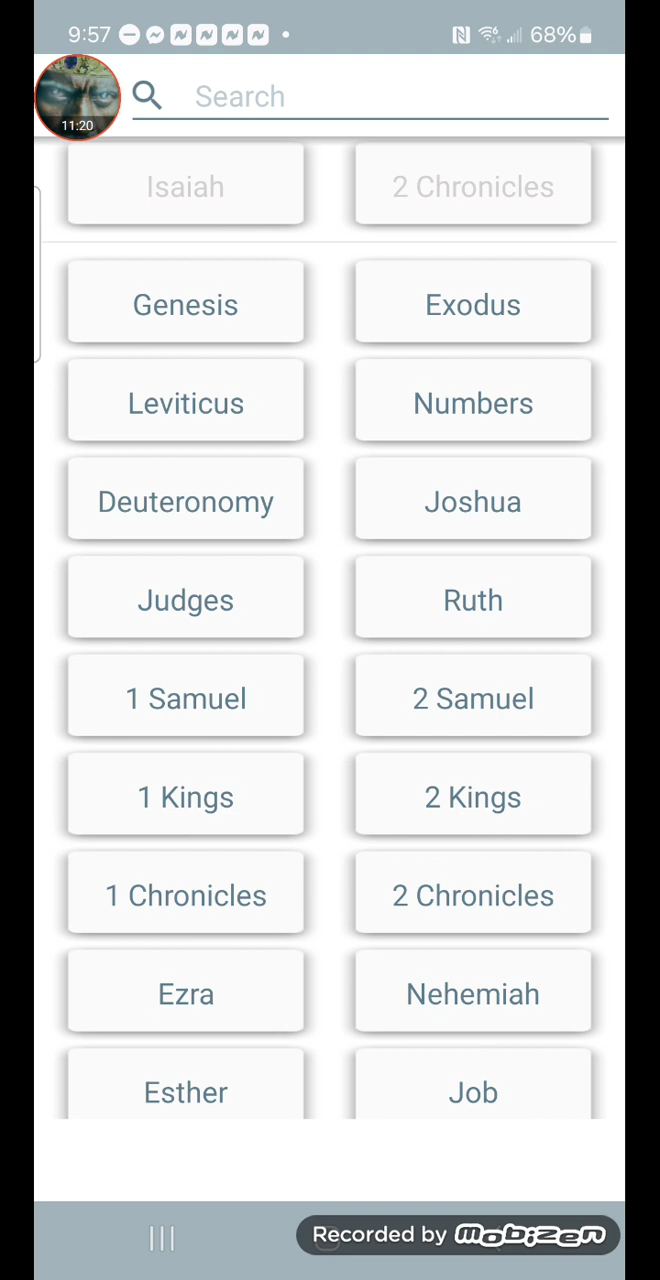 9:57 68%
11:20
Search
Isaiah 2 Chronicles
Genesis Exodus
Leviticus Numbers
Deuteronomy Joshua
Judges Ruth
1 Samuel 2 Samuel
1 Kings 2 Kings
1 Chronicles 2 Chronicles
Ezra Nehemiah
Esther Job
Recorded by Mobizen